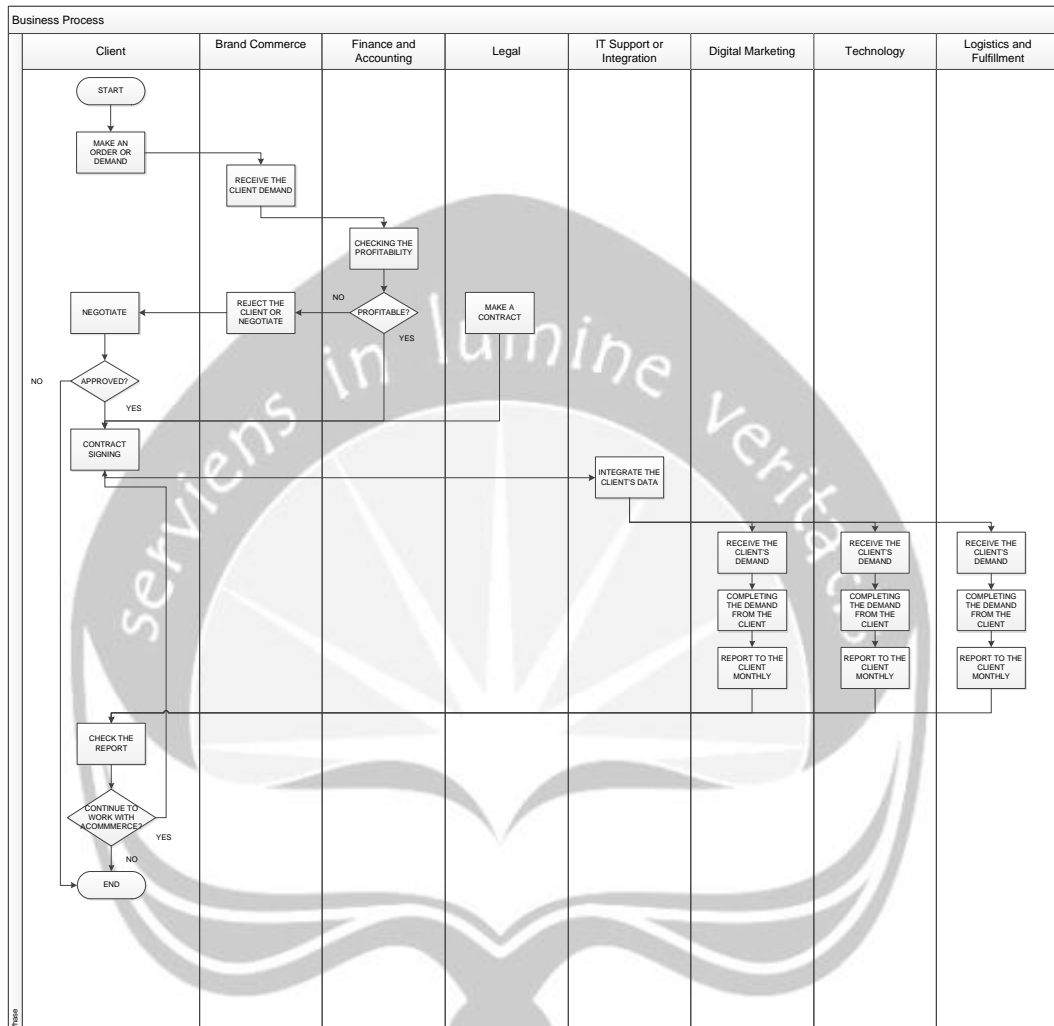 Business Process
Client
Brand Commerce
Finance and
Accounting
Legal
IT Support or
Integration
Digital Marketing
Technology
Logistics and
Fulfillment
START
MAKE AN
ORDER OR
DEMAND
RECEIVE THE
CLIENT DEMAND
CHECKING THE
PROFITABILITY
NEGOTIATE
REJECT THE
CLIENT OR
NEGOTIATE
NO
PROFITABLE?
YES
MAKE A
CONTRACT
NO
APPROVED?
YES
CONTRACT
SIGNING
INTEGRATE THE
CLIENT'S DATA
RECEIVE THE
CLIENT'S
DEMAND
RECEIVE THE
CLIENT'S
DEMAND
RECEIVE THE
CLIENT'S
DEMAND
COMPLETING
THE DEMAND
FROM THE
CLIENT
COMPLETING
THE DEMAND
FROM THE
CLIENT
COMPLETING
THE DEMAND
FROM THE
CLIENT
REPORT TO THE
CLIENT
MONTHLY
REPORT TO THE
CLIENT
MONTHLY
REPORT TO THE
CLIENT
MONTHLY
CHECK THE
REPORT
CONTINUE TO
WORK WITH
ACOMMMERCE?
YES
NO
END
serviens in lumine veritatis